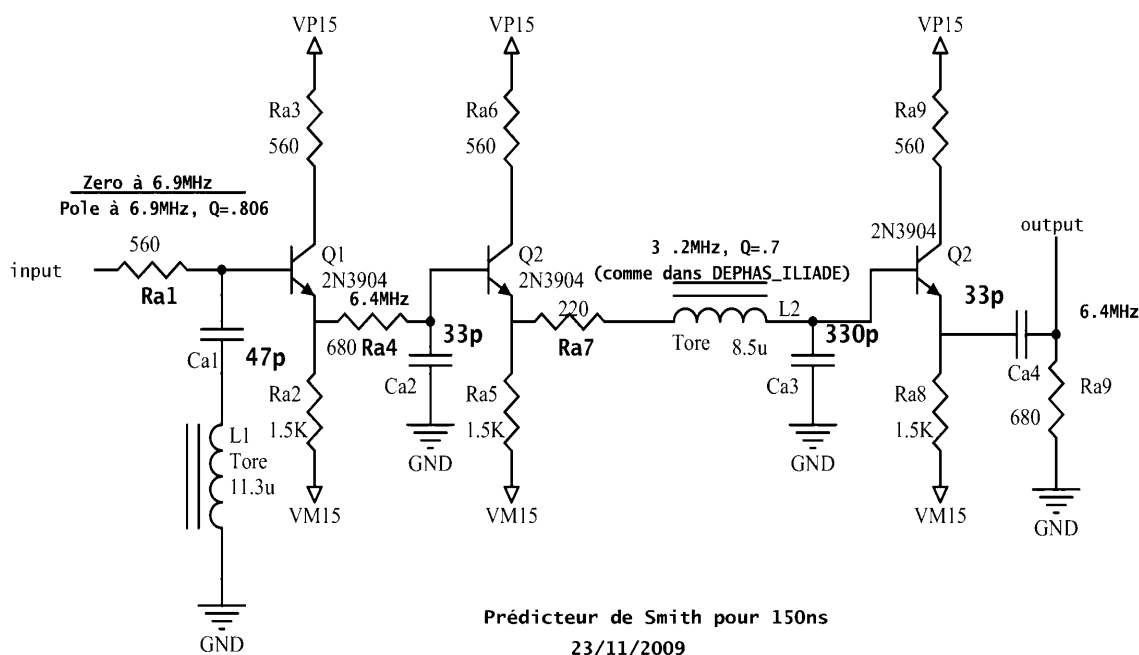 VP15
VP15
VP15
Ra3
560
Ra6
560
Ra9
560
Zero à 6.9MHz
Pole à 6.9MHz, Q=.806
560
input
Ra1
Q1
2N3904
6.4MHz
680
Ra4
33p
Ca2
GND
47p
Ca1
L1
Tore
11.3u
GND
Ra2
1.5K
VM15
Q2
2N3904
220
Ra7
Ra5
1.5K
VM15
3 .2MHz, Q=.7
(comme dans DEPHAS_ILIADE)
L2
Tore
8.5u
330p
Ca3
GND
2N3904
Q2
33p
Ca4
Ra8
1.5K
VM15
output
6.4MHz
Ra9
680
GND
Prédicteur de Smith pour 150ns
23/11/2009